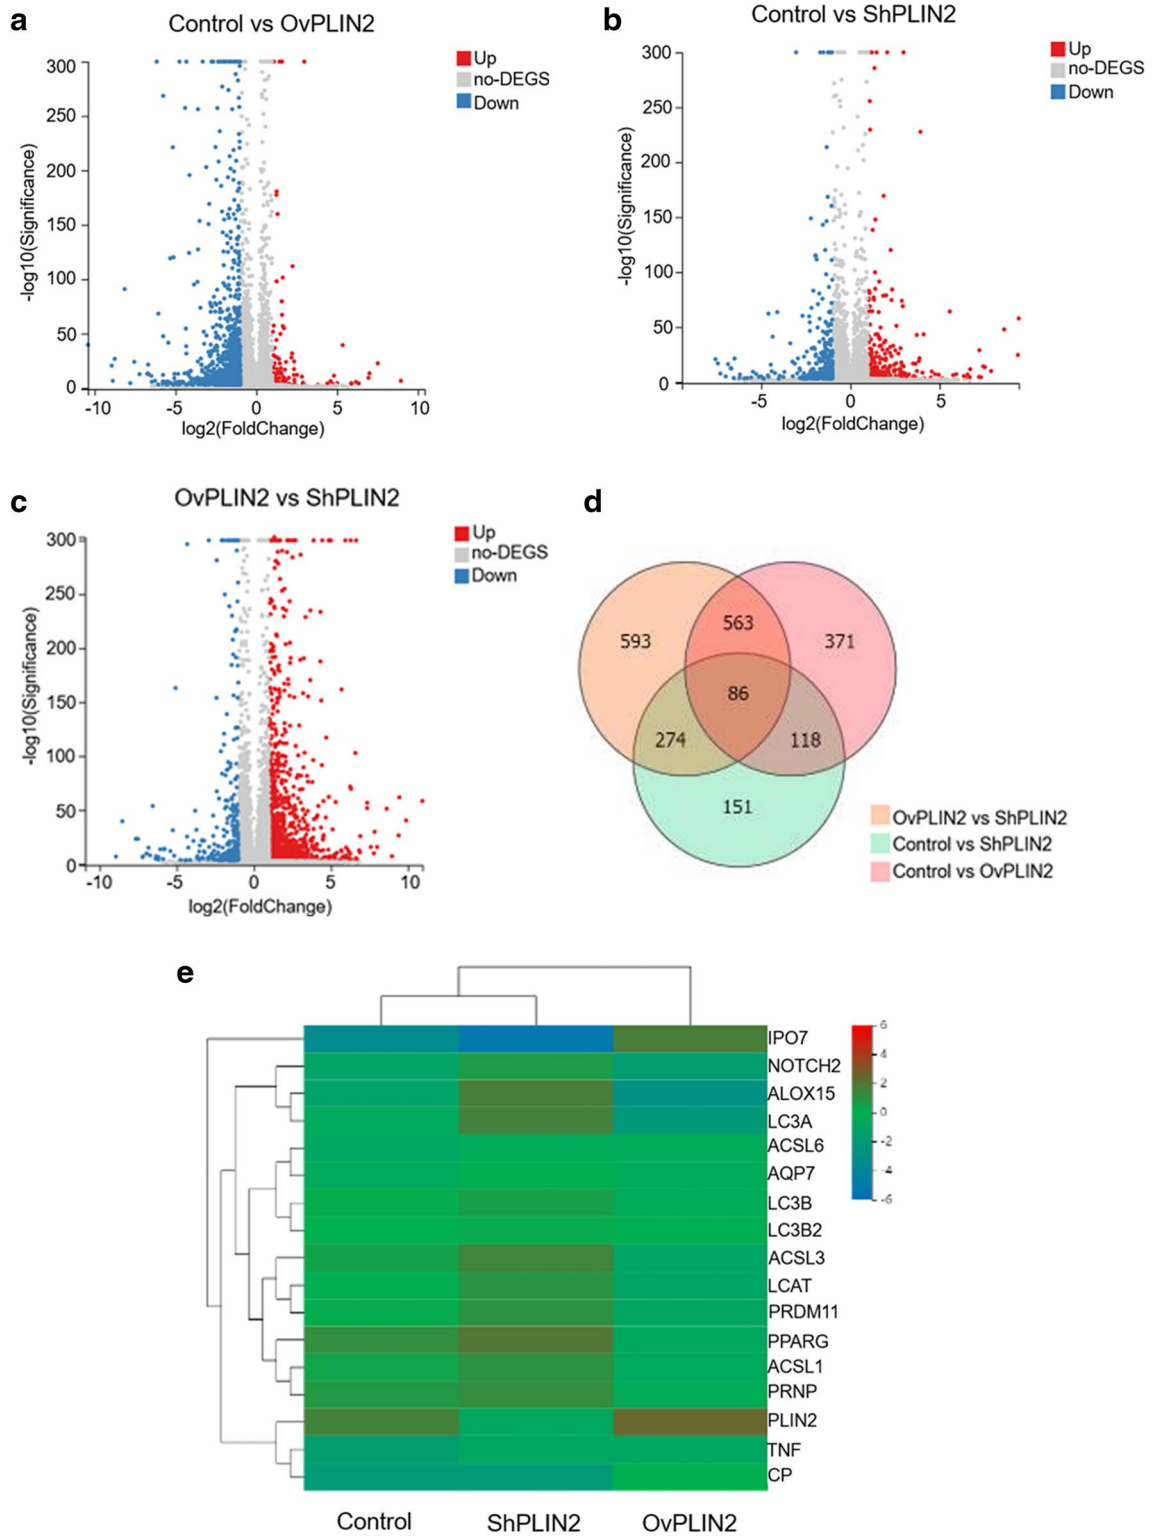 a
Control vs OvPLIN2
300
250
200
150
100
50
0
-10
-5
0
5
10
-log10(Significance)
log2(FoldChange)
Up
no-DEGS
Down
b
Control vs ShPLIN2
300
250
200
150
100
50
0
-5
0
5
-log10(Significance)
log2(FoldChange)
Up
no-DEGS
Down
c
OvPLIN2 vs ShPLIN2
300
250
200
150
100
50
0
-10
-5
0
5
10
-log10(Significance)
log2(FoldChange)
Up
no-DEGS
Down
d
593
563
371
86
274
118
151
OvPLIN2 vs ShPLIN2
Control vs ShPLIN2
Control vs OvPLIN2
e
IPO7
NOTCH2
ALOX15
LC3A
ACSL6
AQP7
LC3B
LC3B2
ACSL3
LCAT
PRDM11
PPARG
ACSL1
PRNP
PLIN2
TNF
CP
6
4
2
0
-2
-4
-6
Control
ShPLIN2
OvPLIN2